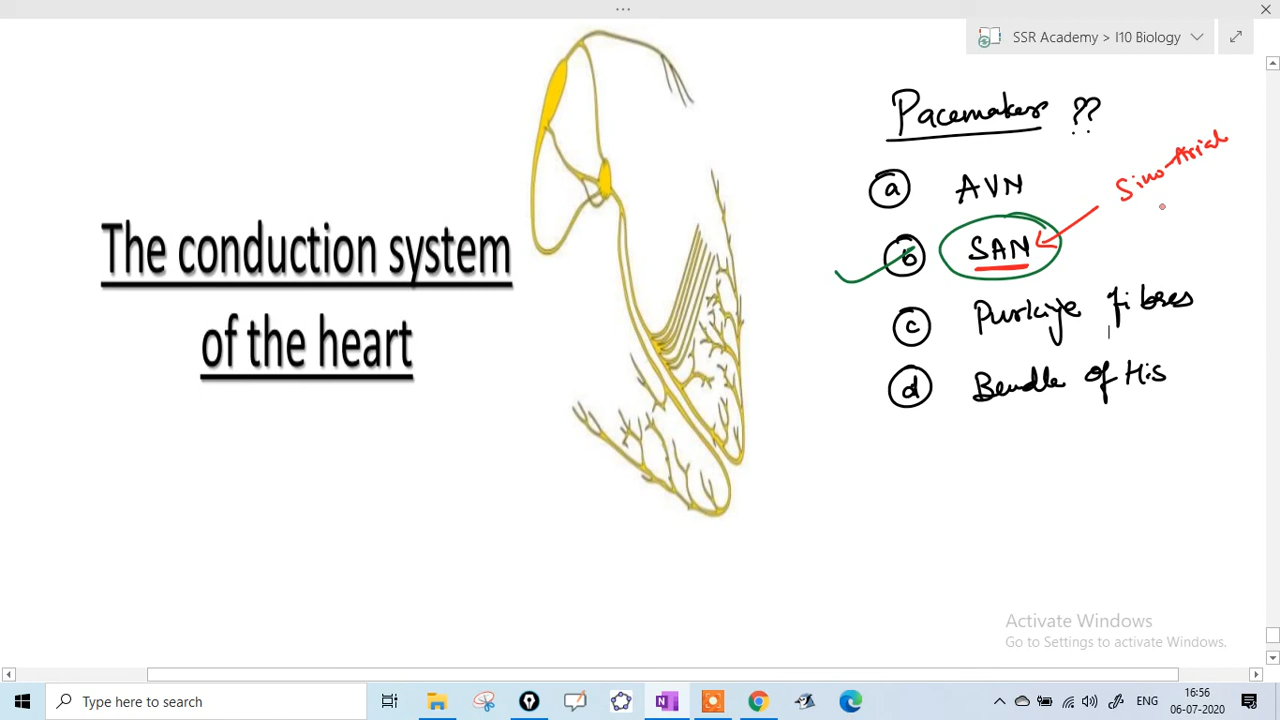 SSR Academy > I10 Biology
Pacemaker ??
a AVN
b SAN
Sino-Atrial
c Purkinje fibres
d Bundle of His
The conduction system
of the heart
Activate Windows
Go to Settings to activate Windows.
Type here to search
ENG
16:56
06-07-2020